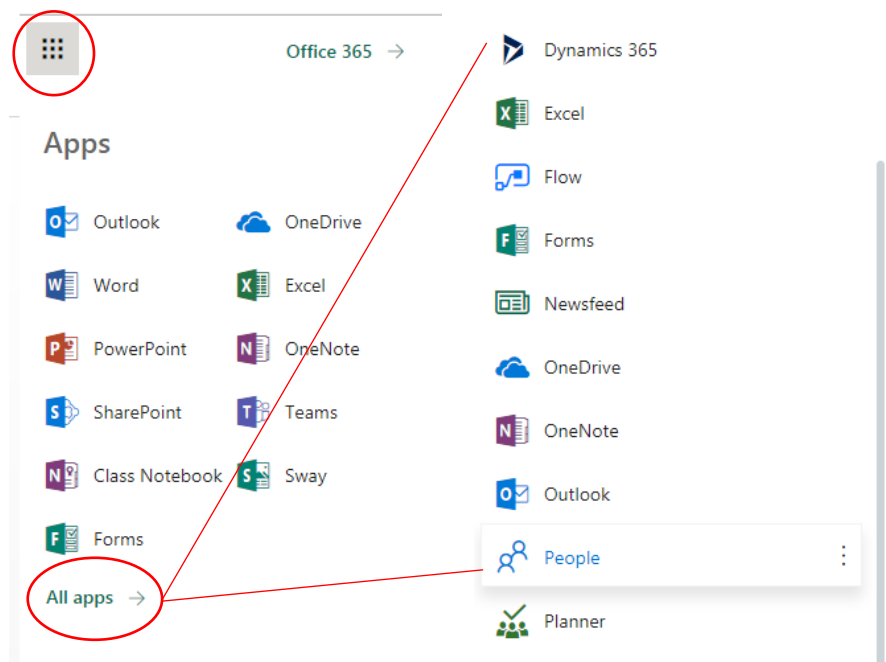 Office 365 →
Apps
Outlook
OneDrive
Word
Excel
PowerPoint
OneNote
SharePoint
Teams
Class Notebook
Sway
Forms
All apps →
Dynamics 365
Excel
Flow
Forms
Newsfeed
OneDrive
OneNote
Outlook
People
Planner